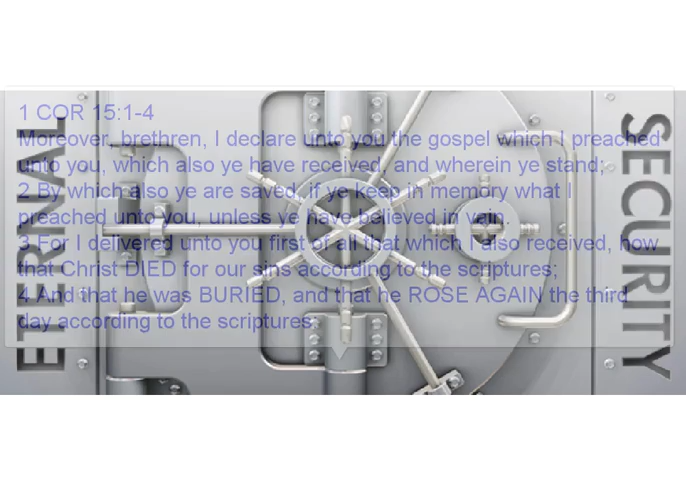 ETERNAL
1 COR 15:1-4
Moreover, brethren, I declare unto you the gospel which I preached
unto you, which also ye have received, and wherein ye stand;
2 By which also ye are saved, if ye keep in memory what I
preached unto you, unless ye have believed in vain.
3 For I delivered unto you first of all that which I also received, how
that Christ DIED for our sins according to the scriptures;
4 And that he was BURIED, and that he ROSE AGAIN the third
day according to the scriptures:
SECURITY